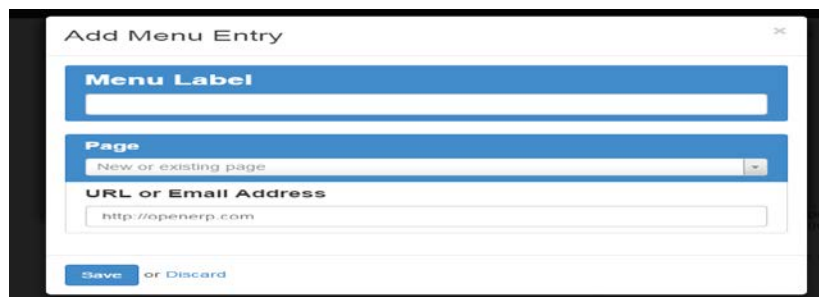 Add Menu Entry
×
Menu Label
Page
New or existing page
URL or Email Address
http://openerp.com
Save or Discard